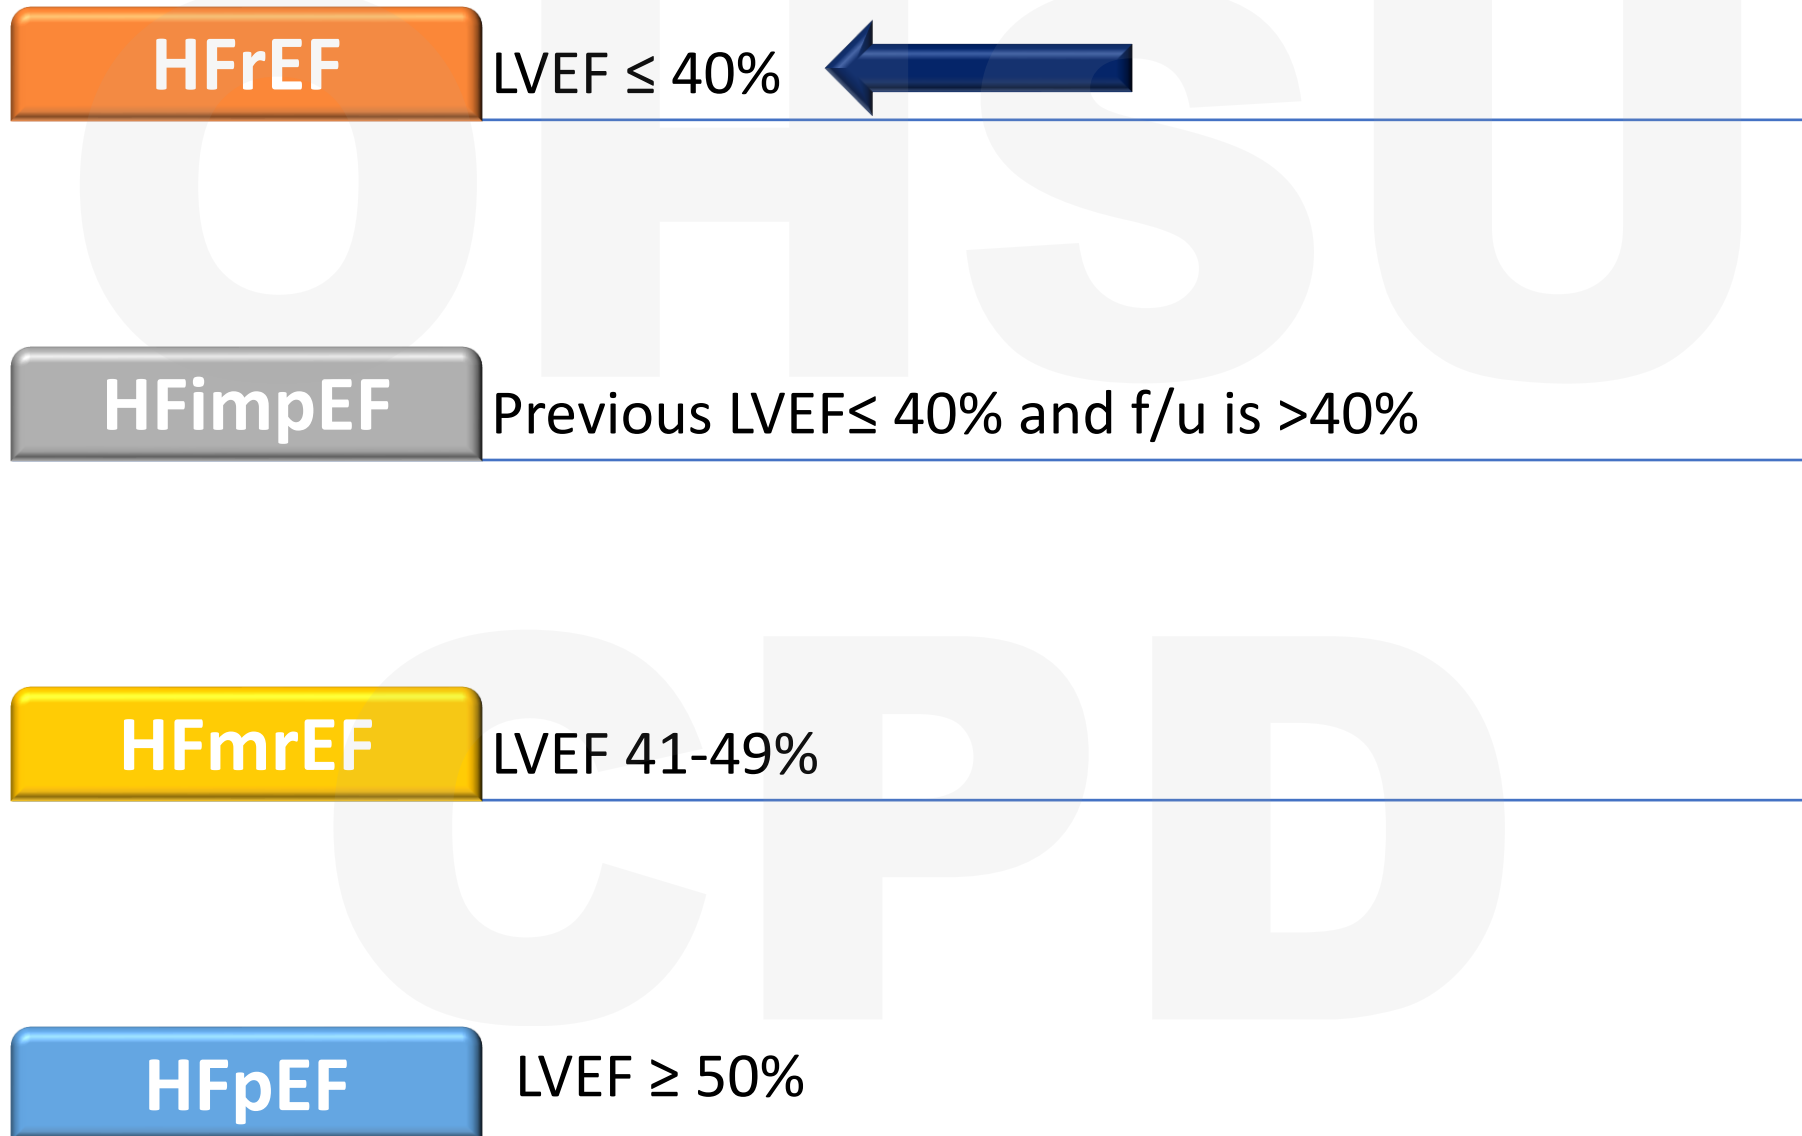 OHSU
HFrEF LVEF ≤ 40%
HFimpEF Previous LVEF≤ 40% and f/u is >40%
CPD
HFmrEF LVEF 41-49%
HFpEF LVEF ≥ 50%